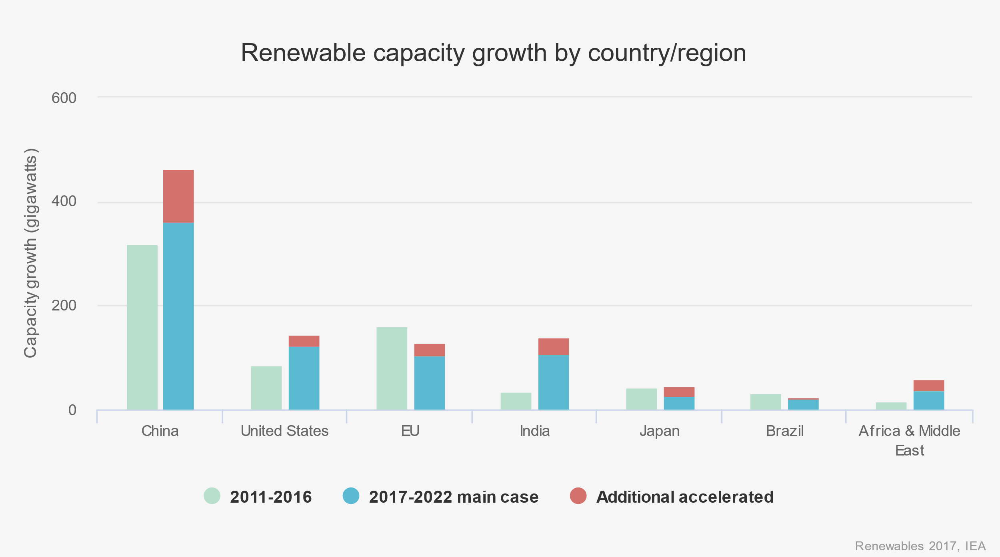 Renewable capacity growth by country/region
Capacity growth (gigawatts)
600
400
200
0
China
United States
EU
India
Japan
Brazil
Africa & Middle
East
2011-2016
2017-2022 main case
Additional accelerated
Renewables 2017, IEA